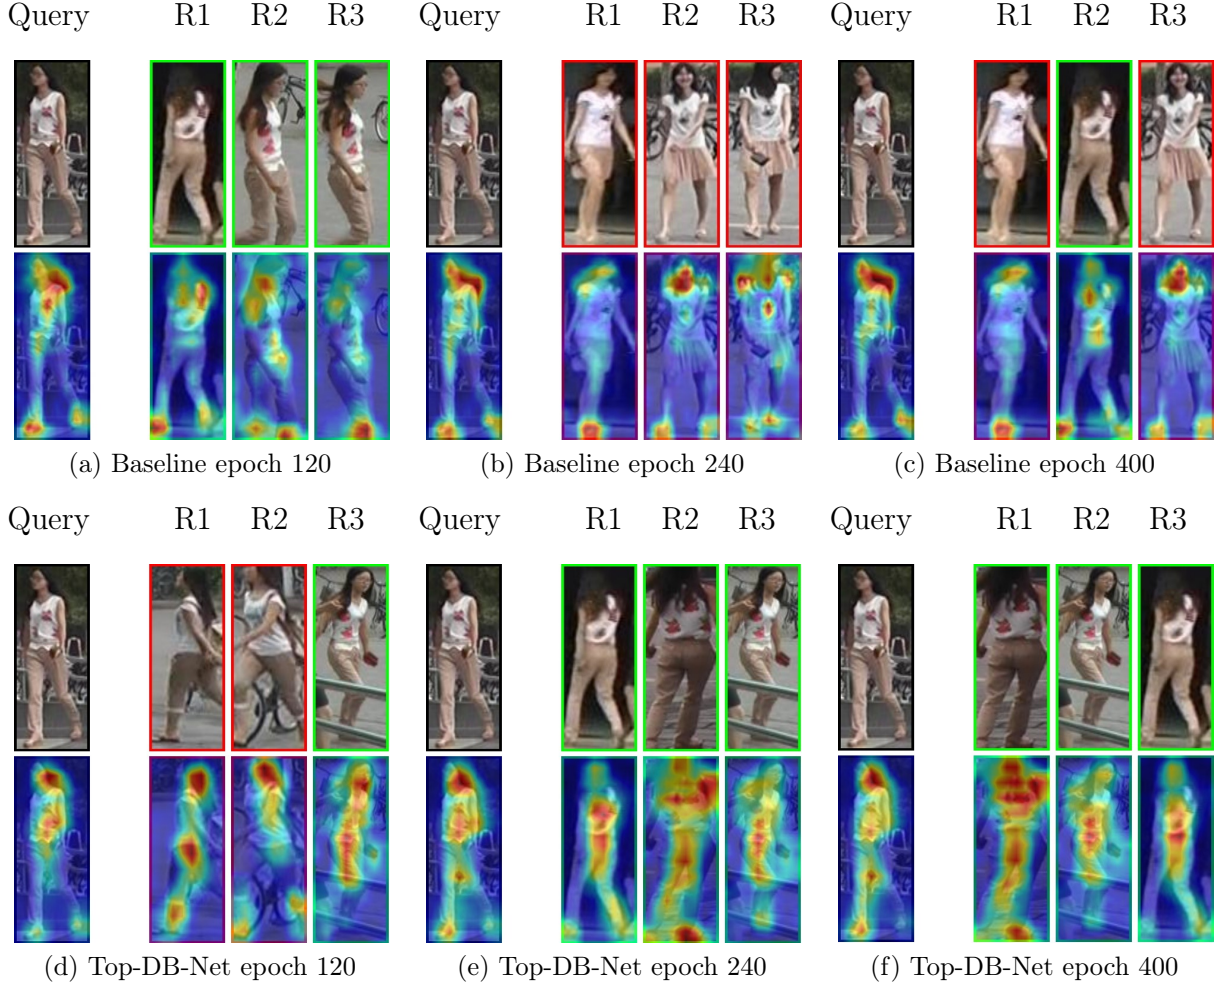 Query R1 R2 R3 Query R1 R2 R3 Query R1 R2 R3
(a) Baseline epoch 120 (b) Baseline epoch 240 (c) Baseline epoch 400
Query R1 R2 R3 Query R1 R2 R3 Query R1 R2 R3
(d) Top-DB-Net epoch 120 (e) Top-DB-Net epoch 240 (f) Top-DB-Net epoch 400